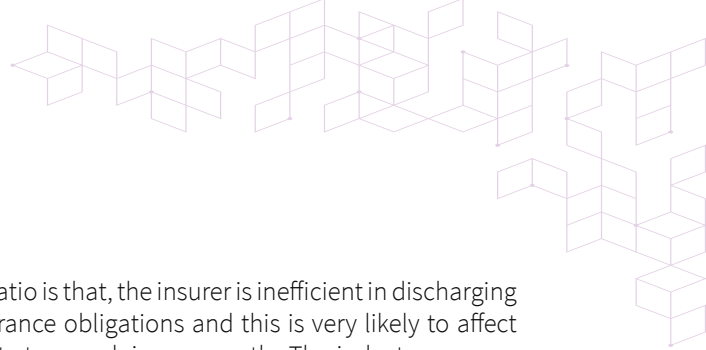 atio is that, the insurer is inefficient in discharging
rance obligations and this is very likely to affect